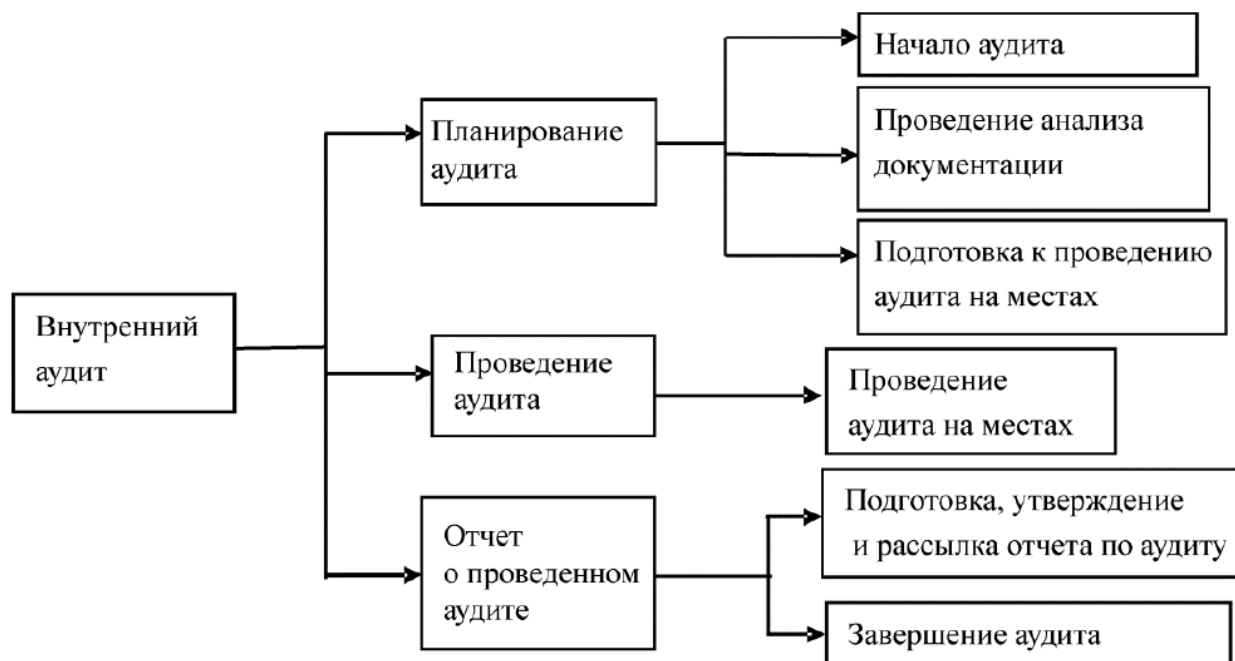 Начало аудита
Планирование
аудита
Проведение анализа
документации
Подготовка к проведению
аудита на местах
Внутренний
аудит
Проведение
аудита
Проведение
аудита на местах
Отчет
о проведенном
аудите
Подготовка, утверждение
и рассылка отчета по аудиту
Завершение аудита